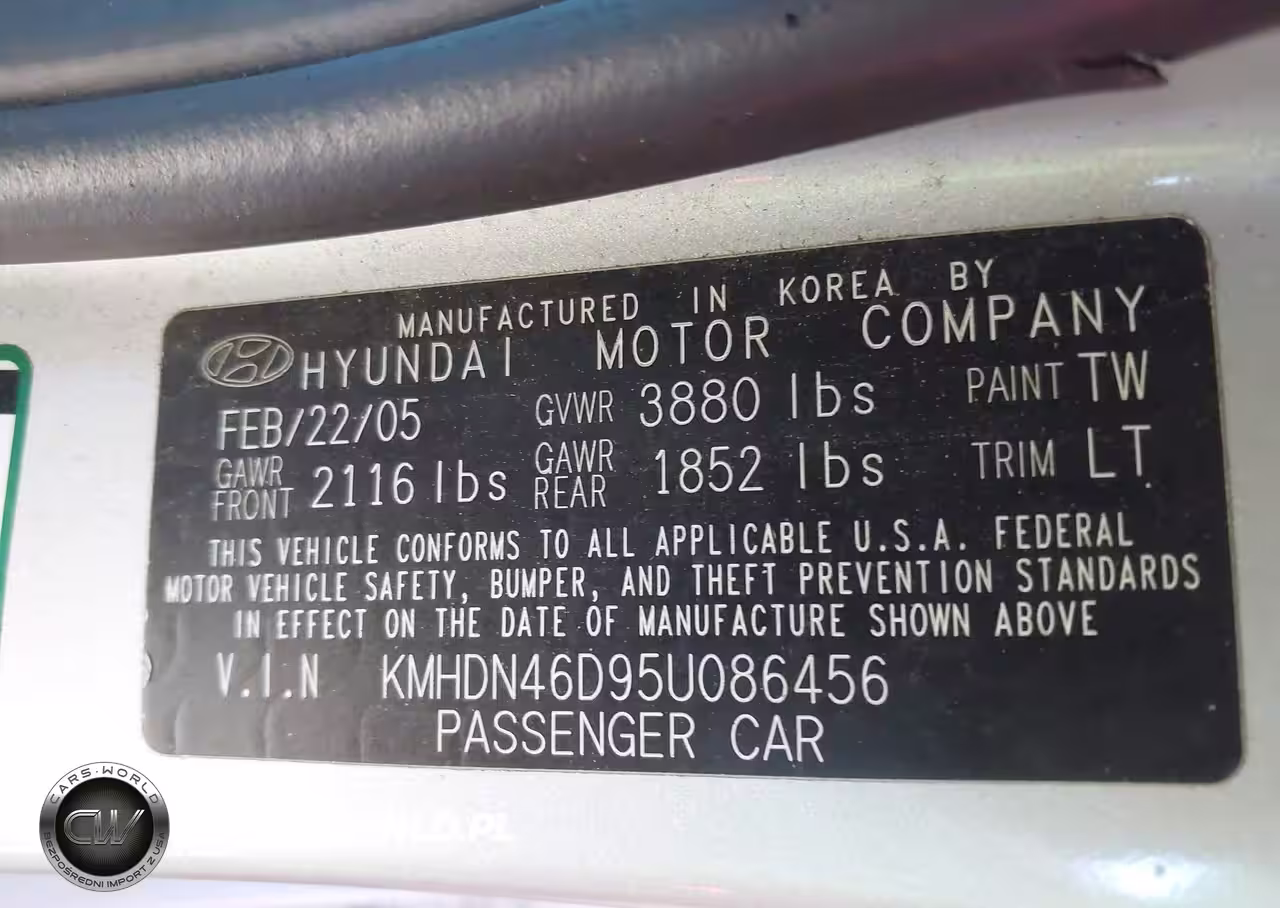 MANUFACTURED IN KOREA BY
HYUNDAI MOTOR COMPANY
FEB/22/05 GVWR 3880 lbs PAINT TW
GAWR FRONT 2116 lbs GAWR REAR 1852 lbs TRIM LT
THIS VEHICLE CONFORMS TO ALL APPLICABLE U.S.A. FEDERAL
MOTOR VEHICLE SAFETY, BUMPER, AND THEFT PREVENTION STANDARDS
IN EFFECT ON THE DATE OF MANUFACTURE SHOWN ABOVE
V.I.N KMHDN46D95U086456
PASSENGER CAR
CARS-WORLD
CW
BEZPOŚREDNI IMPORT Z USA
LD.PL